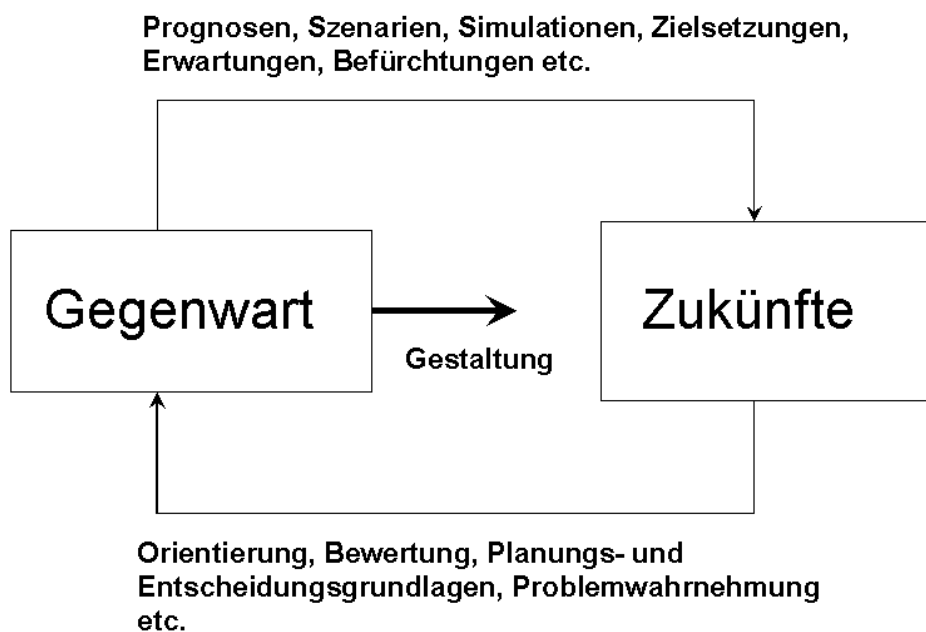 Prognosen, Szenarien, Simulationen, Zielsetzungen,
Erwartungen, Befürchtungen etc.
Gegenwart
Zukünfte
Gestaltung
Orientierung, Bewertung, Planungs- und
Entscheidungsgrundlagen, Problemwahrnehmung
etc.